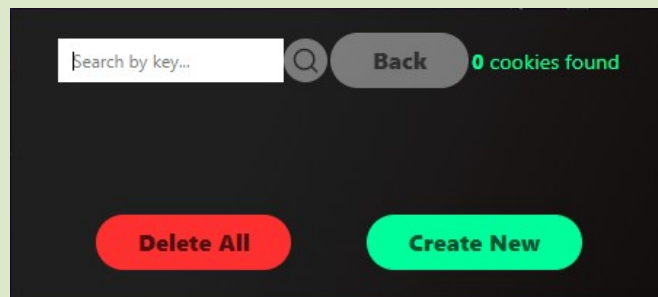 Search by key...
Back
0 cookies found
Delete All
Create New